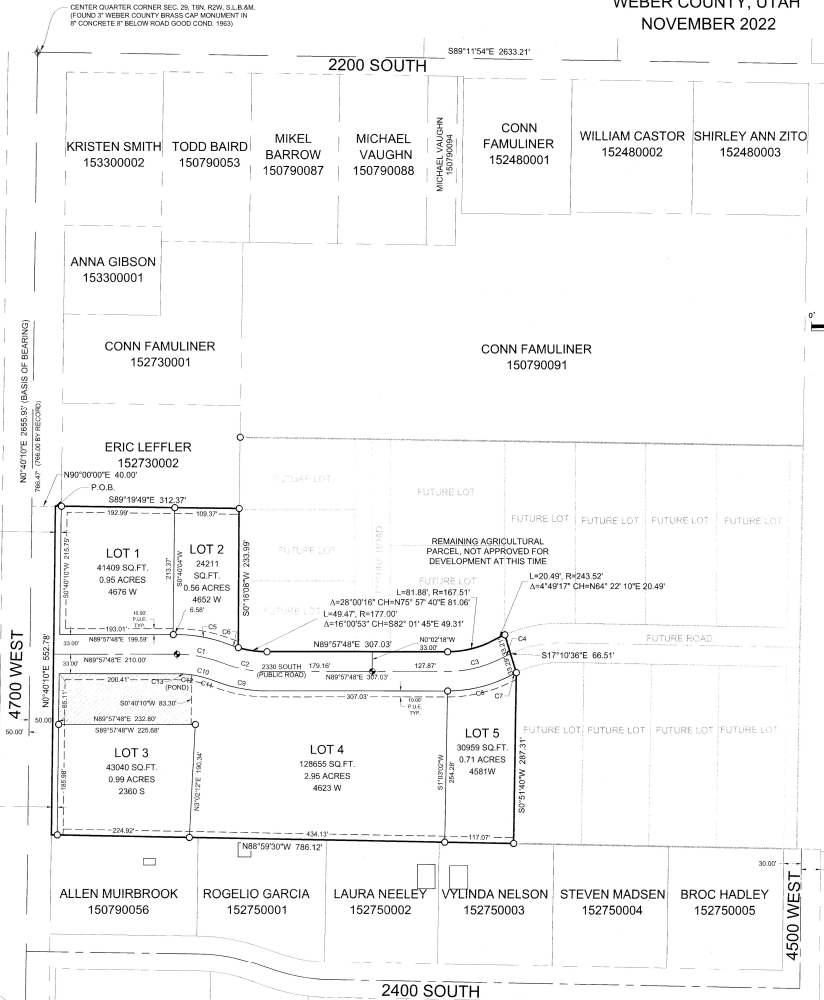 CENTER QUARTER CORNER SEC. 29, T6N, R2W, S.L.B.&M.
(FOUND 3" WEBER COUNTY BRASS CAP MONUMENT IN
8" CONCRETE 8" BELOW ROAD GOOD COND. 1963)
WEBER COUNTY, UTAH
NOVEMBER 2022
S89°11'54"E 2633.21'
2200 SOUTH
KRISTEN SMITH
153300002
TODD BAIRD
150790053
MIKEL
BARROW
150790087
MICHAEL
VAUGHN
150790088
MICHAEL VAUGHN
150790094
CONN
FAMULINER
152480001
WILLIAM CASTOR
152480002
SHIRLEY ANN ZITO
152480003
ANNA GIBSON
153300001
0'
CONN FAMULINER
152730001
CONN FAMULINER
150790091
N0°40'10"E 2655.93' (BASIS OF BEARING)
766.47' (766.00 BY RECORD)
ERIC LEFFLER
152730002
N90°00'00"E 40.00'
P.O.B.
S89°19'49"E 312.37'
192.99'
109.37'
FUTURE LOT
FUTURE LOT
FUTURE LOT
FUTURE LOT
FUTURE LOT
FUTURE LOT
FUTURE LOT
FUTURE LOT
FUTURE LOT
FUTURE ROAD
REMAINING AGRICULTURAL
PARCEL, NOT APPROVED FOR
DEVELOPMENT AT THIS TIME
LOT 1
41409 SQ.FT.
0.95 ACRES
4676 W
S0°40'10"W 215.75'
S0°40'04"W
213.37'
LOT 2
24211
SQ.FT.
0.56 ACRES
4652 W
S0°16'08"W 233.99'
L=20.49', R=243.52'
Δ=4°49'17" CH=N64° 22' 10"E 20.49'
L=81.88', R=167.51'
Δ=28°00'16" CH=N75° 57' 40"E 81.06'
L=49.47', R=177.00'
Δ=16°00'53" CH=S82° 01' 45"E 49.31'
10.00'
P.U.E.
TYP.
6.58'
193.01'
N89°57'48"E 199.59'
33.00'
C5
C6
N89°57'48"E 307.03'
N0°02'18"W
33.00'
C4
FUTURE ROAD
N89°57'48"E 210.00'
33.00'
C1
C2
2330 SOUTH
(PUBLIC ROAD)
179.16'
127.87'
N89°57'48"E 307.03'
C3
S17°10'36"E 66.51'
200.41'
C13
C12
(POND)
C10
C11
C9
307.03'
10.00'
P.U.E.
TYP.
C8
C7
4700 WEST
N0°40'10"E 552.78'
85.11'
S0°40'10"W 83.30'
N89°57'48"E 232.60'
S89°57'48"W 225.68'
50.00'
50.00'
LOT 3
43040 SQ.FT.
0.99 ACRES
2360 S
185.98'
N3°02'12"E 190.34'
LOT 4
128655 SQ.FT.
2.95 ACRES
4623 W
S1°03'02"W
254.28'
LOT 5
30959 SQ.FT.
0.71 ACRES
4581W
S0°51'40"W 287.31'
FUTURE LOT
FUTURE LOT
FUTURE LOT
FUTURE LOT
224.92'
434.13'
117.07'
N88°59'30"W 786.12'
30.00'
ALLEN MUIRBROOK
150790056
ROGELIO GARCIA
152750001
LAURA NEELEY
152750002
VYLINDA NELSON
152750003
STEVEN MADSEN
152750004
BROC HADLEY
152750005
4500 WEST
2400 SOUTH